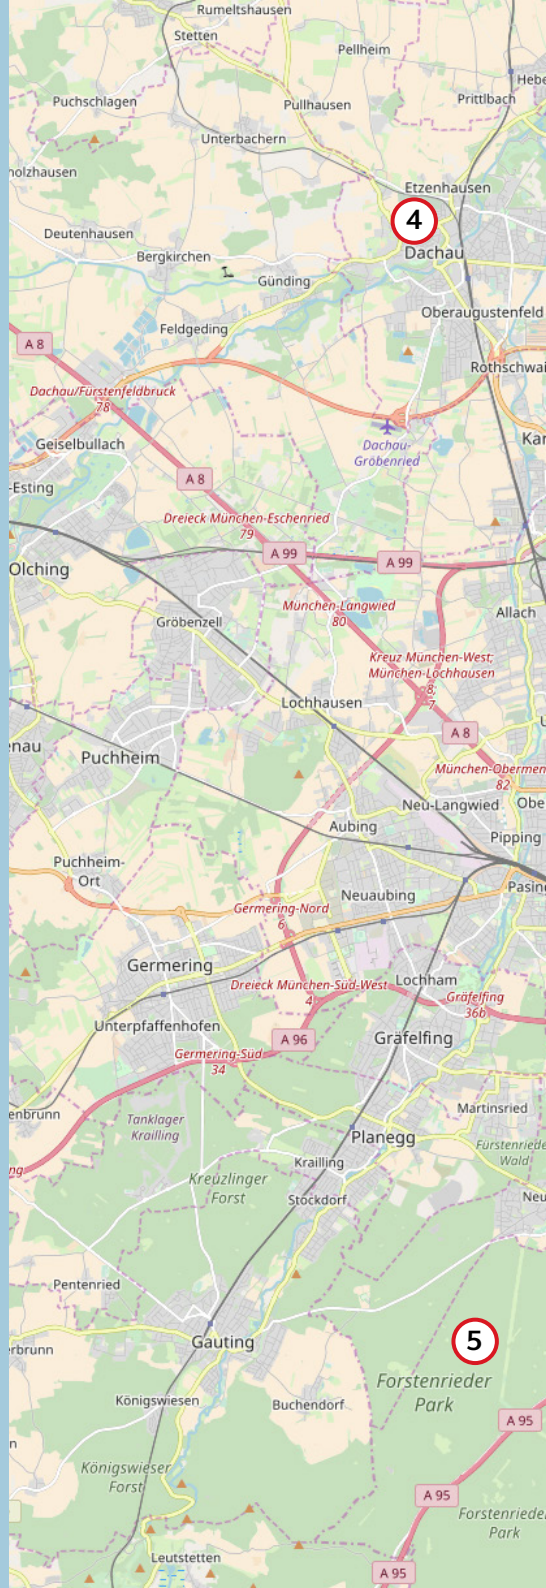 Rumeltshausen
Stetten
Pellheim
Hebe
Puchschlagen
Pullhausen
Prittlbach
Unterbachern
holzhausen
Etzenhausen
4
Deutenhausen
Bergkirchen
Dachau
Günding
Oberaugustenfeld
Feldgeding
A 8
Rothschwai
Dachau/Fürstenfeldbruck
78
Geiselbullach
Dachau-
Gröbenried
Kar
A 8
-Esting
Dreieck München-Eschenried
79
A 99
A 99
Olching
München-Langwied
80
Allach
Gröbenzell
Kreuz München-West;
München-Lochhausen
8
7
Lochhausen
A 8
enau
Puchheim
München-Obermen
82
Neu-Langwied
Obe
Aubing
Pipping
Puchheim-
Ort
Neuaubing
Pasing
Germering-Nord
6
Germering
Lochham
Dreieck München-Süd-West
4
Gräfelfing
36b
Unterpfaffenhofen
A 96
Gräfelfing
Germering-Süd
34
enbrunn
Tanklager
Krailling
Martinsried
Planegg
Fürstenriede
Wald
ng
Krailling
Kreuzlinger
Forst
Stockdorf
Neu
Pentenried
5
Gauting
erbrunn
Forstenrieder
Park
Königswiesen
Buchendorf
A 95
n
Königswieser
Forst
A 95
Forstenriede
Park
Leutstetten
A 95